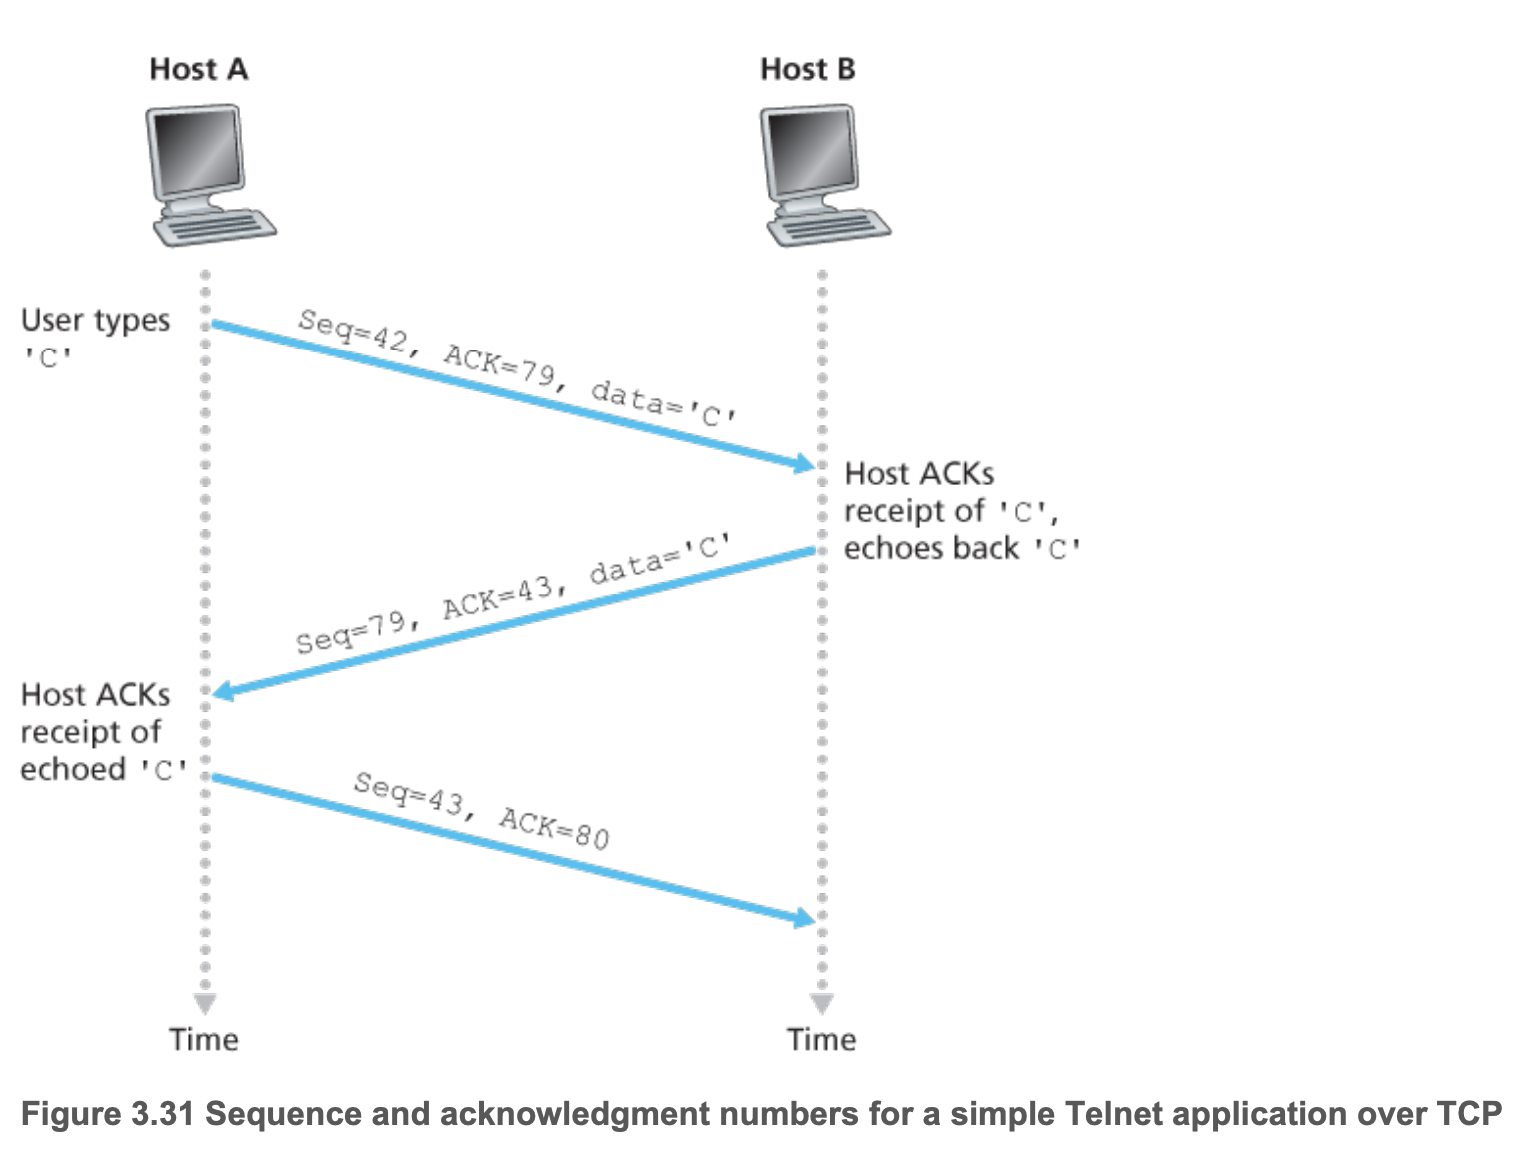 Host A
Host B
User types
'C'
Seq=42, ACK=79, data='C'
Host ACKs
receipt of 'C',
echoes back 'C'
Seq=79, ACK=43, data='C'
Host ACKs
receipt of
echoed 'C'
Seq=43, ACK=80
Time
Time
Figure 3.31 Sequence and acknowledgment numbers for a simple Telnet application over TCP